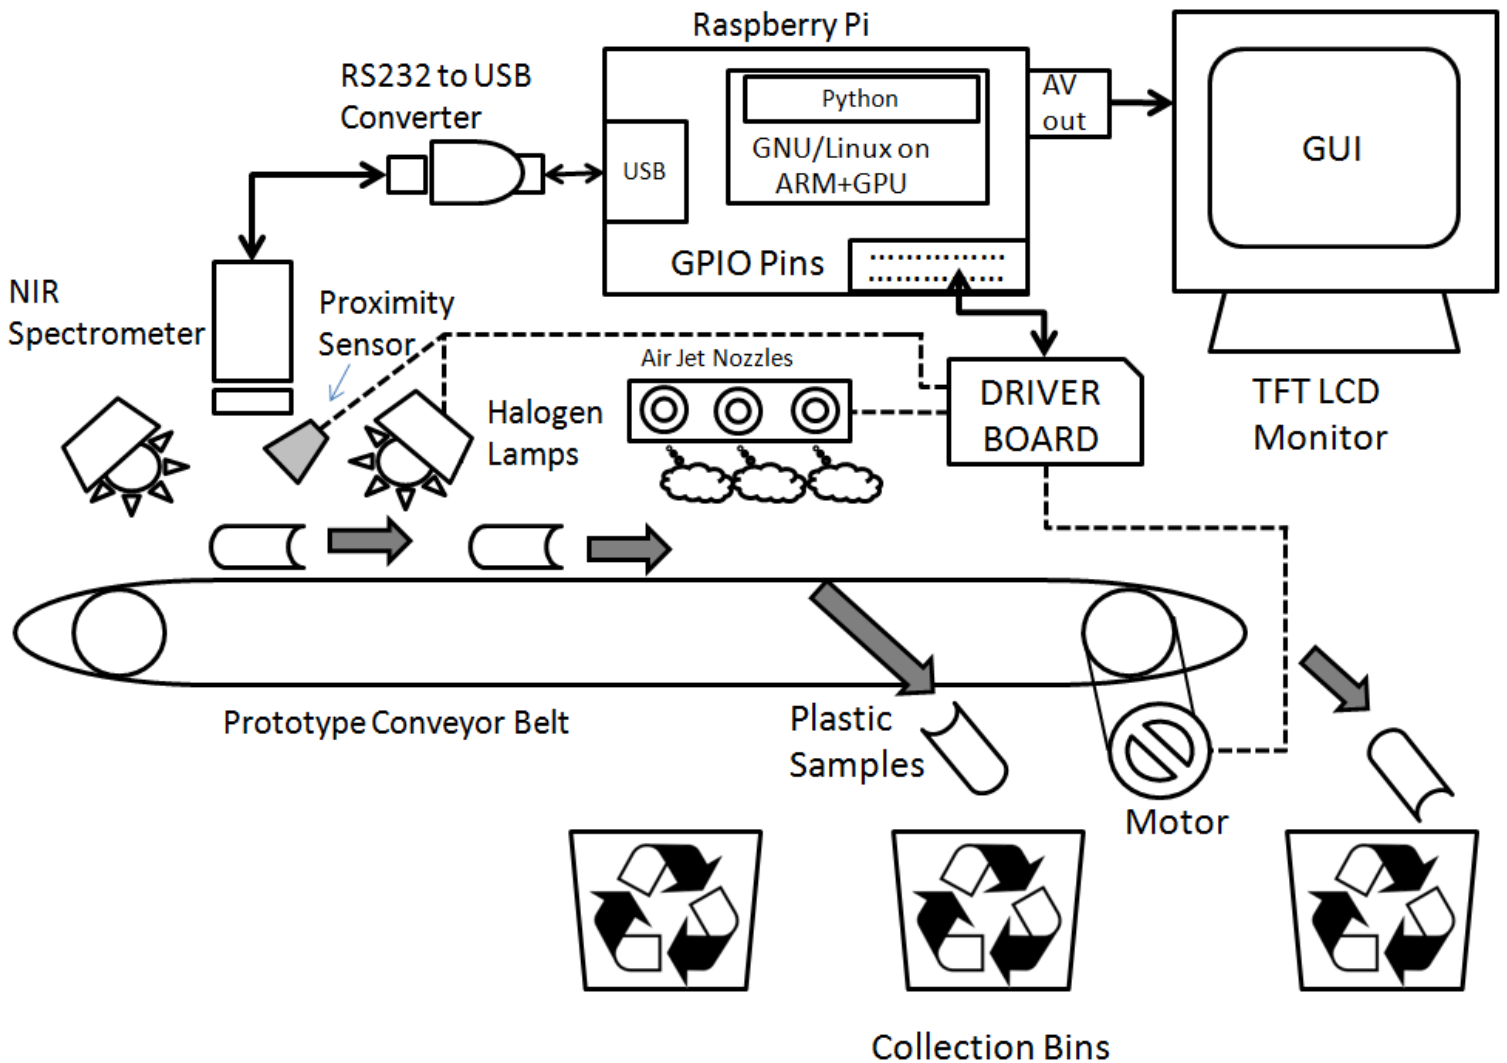 Raspberry Pi
RS232 to USB
Converter
Python
GNU/Linux on
ARM+GPU
USB
AV
out
GUI
GPIO Pins
NIR
Spectrometer
Proximity
Sensor
Air Jet Nozzles
Halogen
Lamps
DRIVER
BOARD
TFT LCD
Monitor
Prototype Conveyor Belt
Plastic
Samples
Motor
Collection Bins